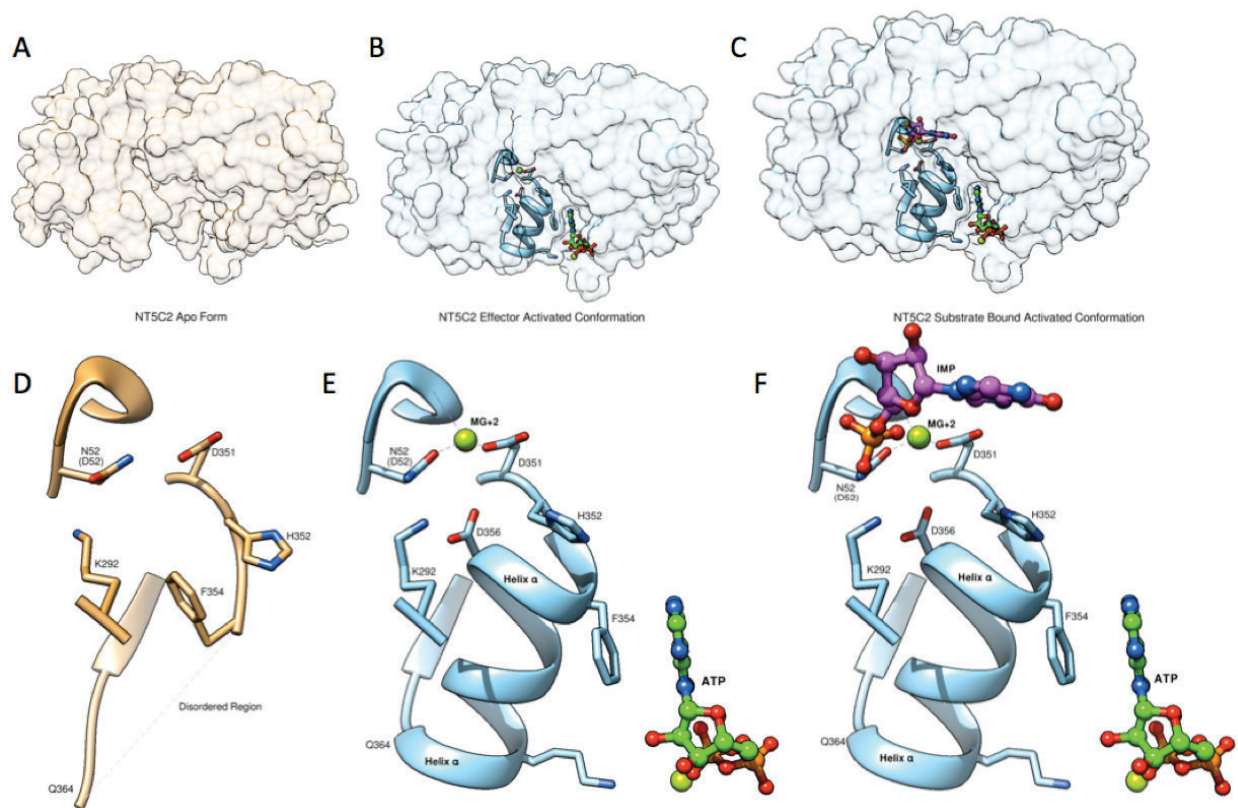 A
B
C
NT5C2 Apo Form
NT5C2 Effector Activated Conformation
NT5C2 Substrate Bound Activated Conformation
D
N52
(D52)
D351
H352
K292
F354
Disordered Region
Q364
E
MG+2
N52
(D52)
D351
H352
D356
K292
Helix α
F354
ATP
Q364
Helix α
F
IMP
MG+2
D351
N52
(D52)
H352
D356
K292
Helix α
F354
ATP
Q364
Helix α